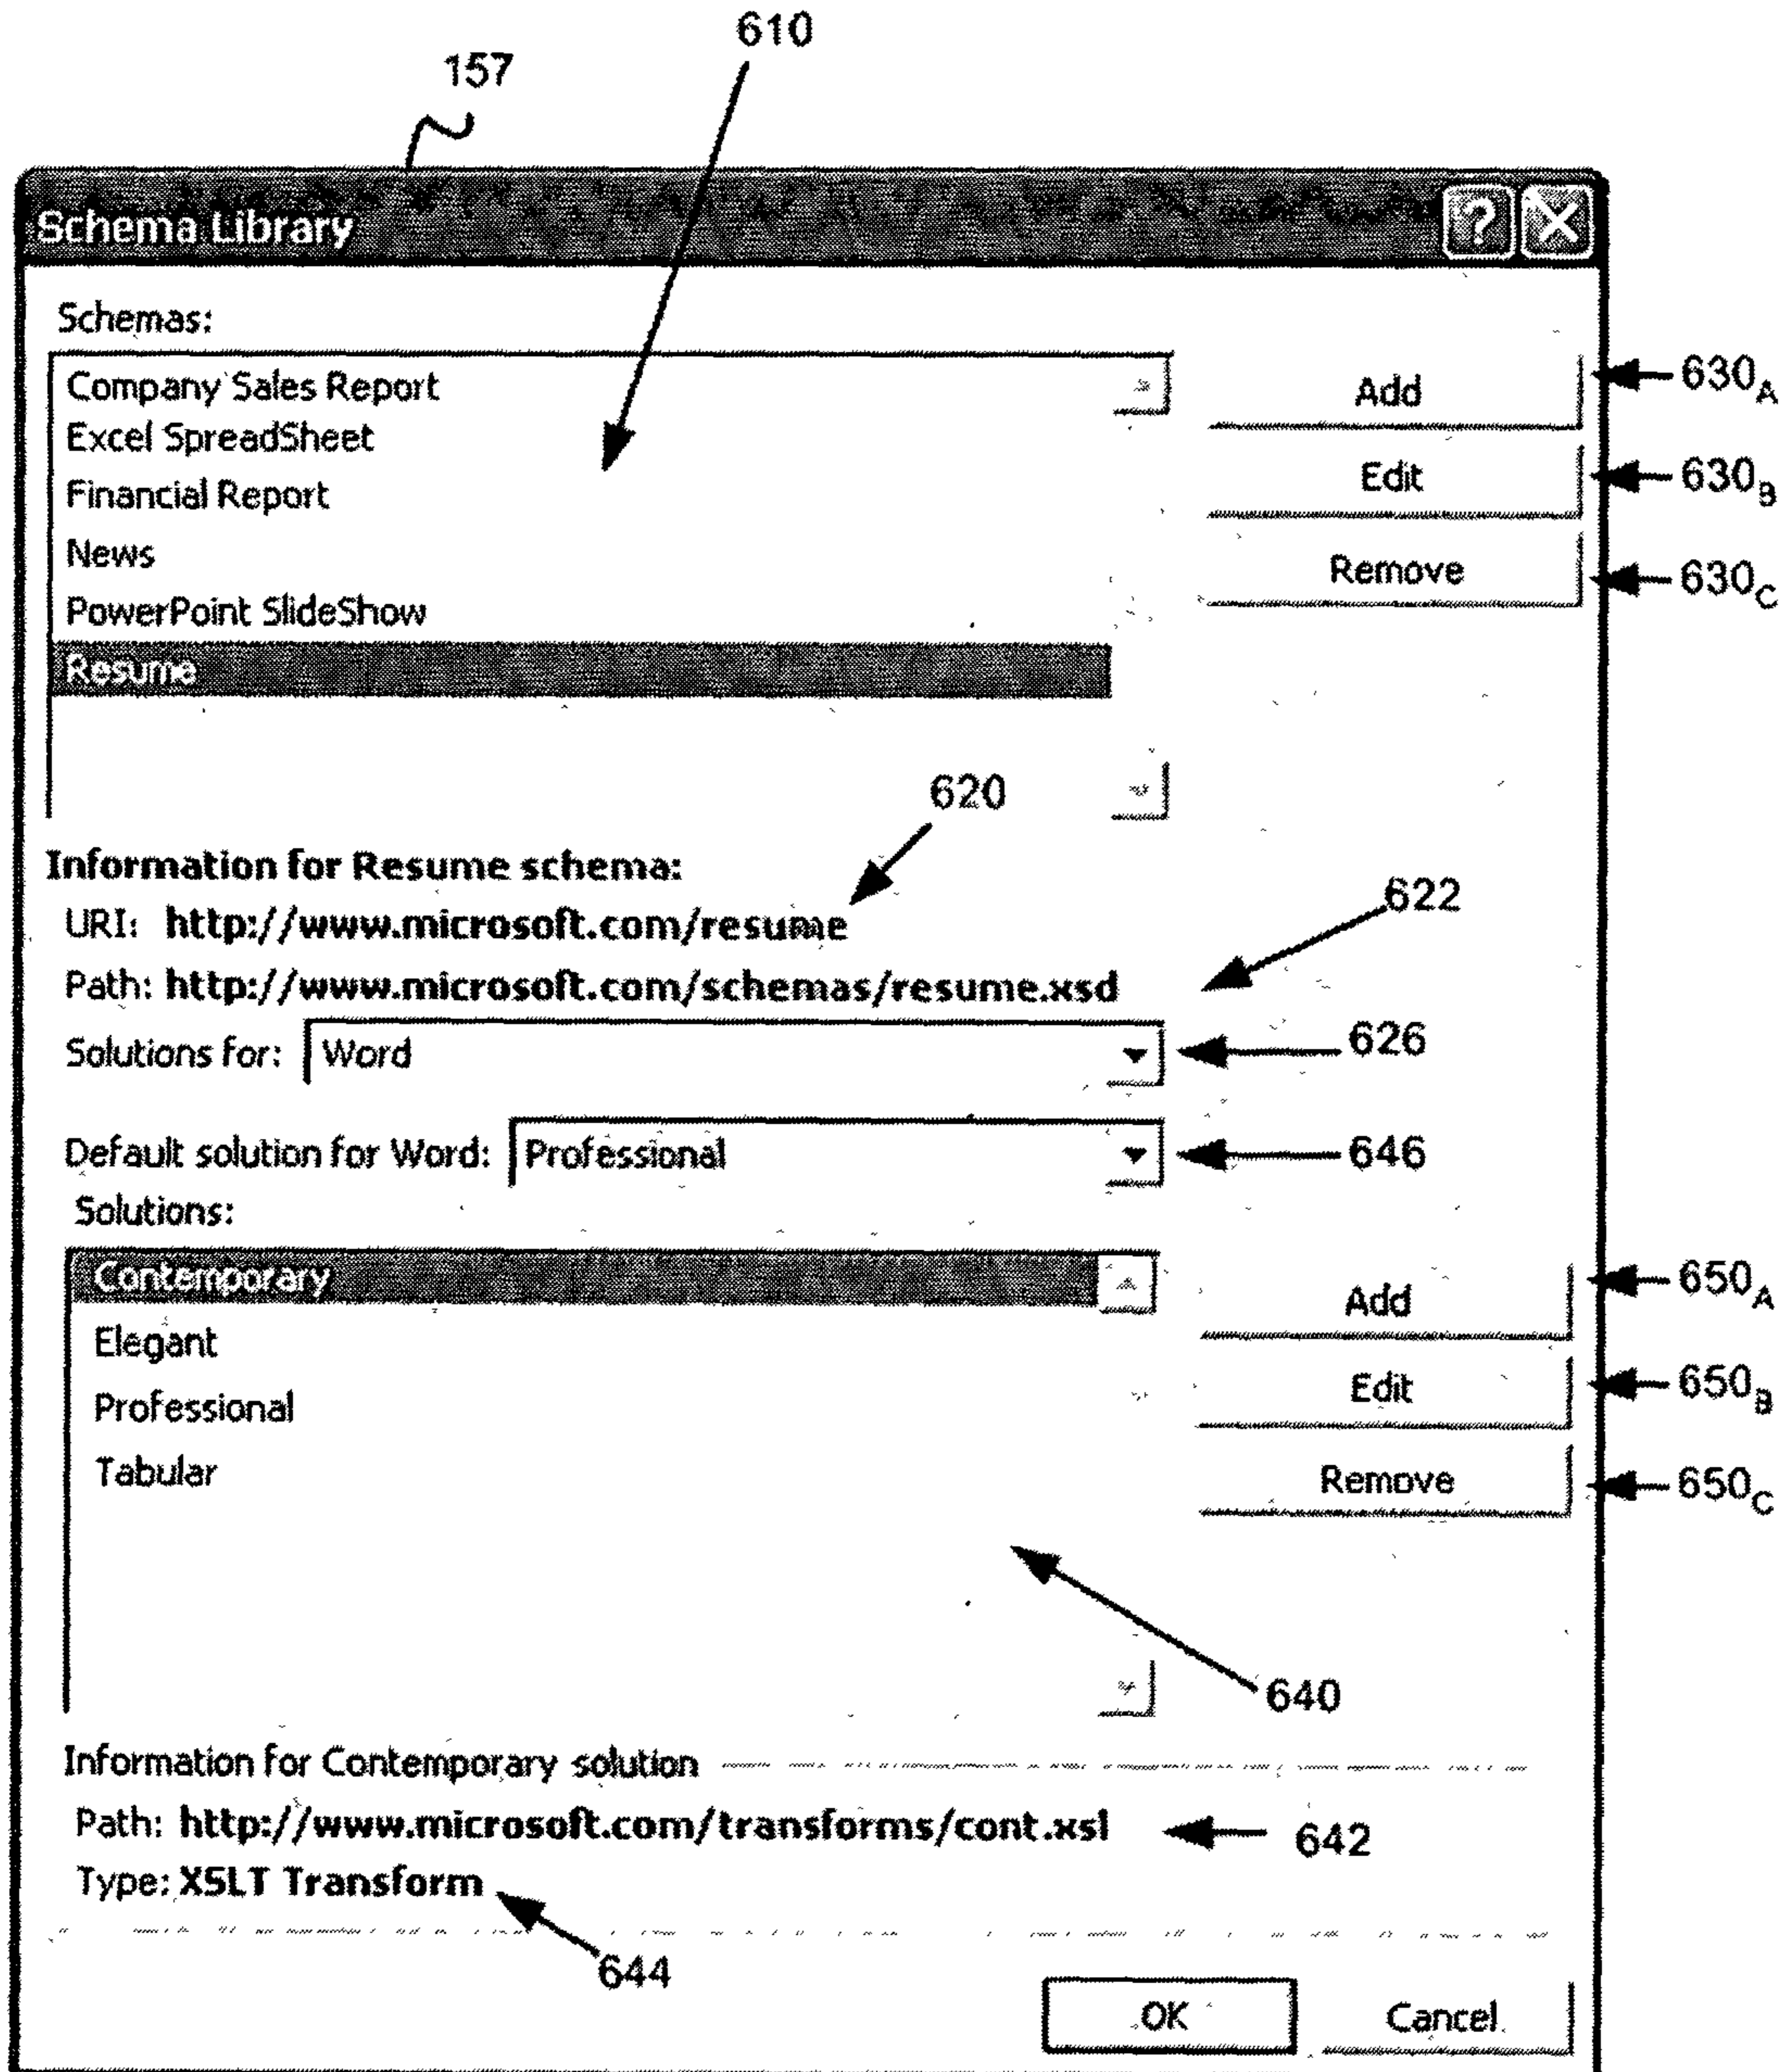 610
157
Schema Library
Schemas:
Company Sales Report
Add
630A
Excel SpreadSheet
Edit
630B
Financial Report
News
Remove
630C
PowerPoint SlideShow
Resume
620
Information for Resume schema:
622
URI: http://www.microsoft.com/resume
Path: http://www.microsoft.com/schemas/resume.xsd
Solutions for: Word
626
Default solution for Word: Professional
646
Solutions:
Contemporary
Add
650A
Elegant
Edit
650B
Professional
Tabular
Remove
650C
640
Information for Contemporary solution
Path: http://www.microsoft.com/transforms/cont.xsl
642
Type: XSLT Transform
644
OK
Cancel